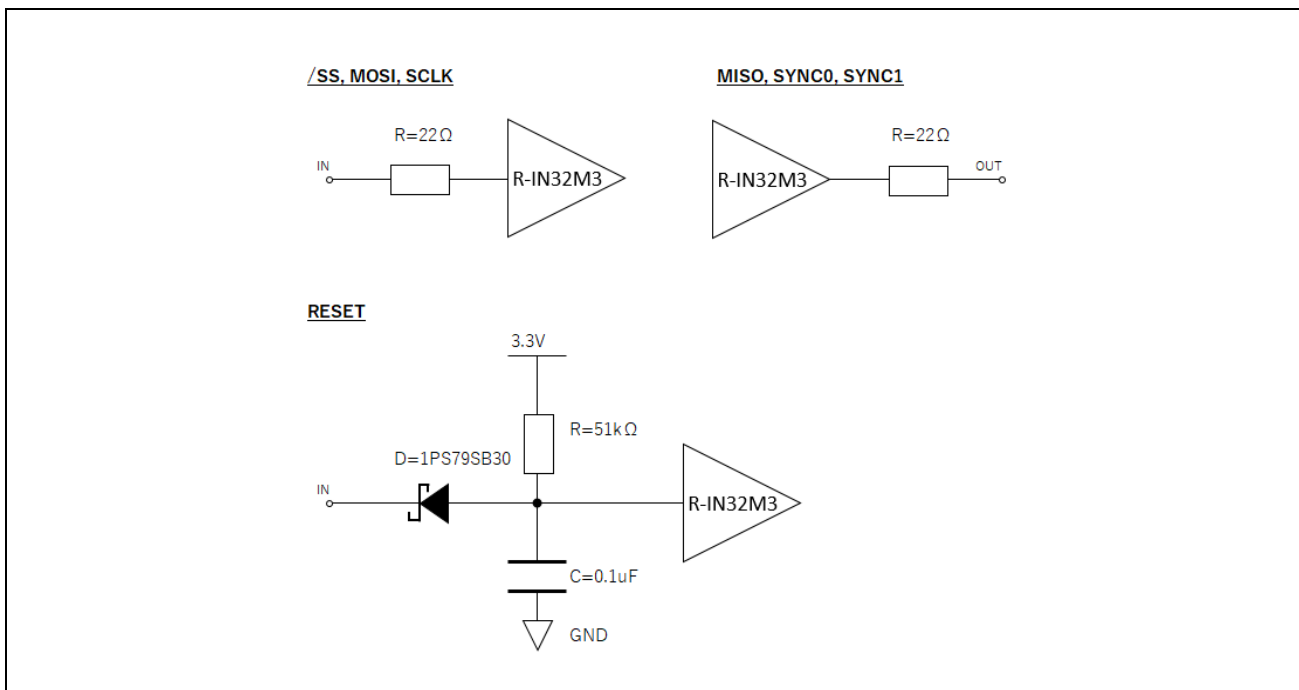 /SS, MOSI, SCLK
MISO, SYNC0, SYNC1
R=22Ω
R=22Ω
IN
R-IN32M3
R-IN32M3
OUT
RESET
3.3V
R=51kΩ
D=1PS79SB30
IN
R-IN32M3
C=0.1uF
GND